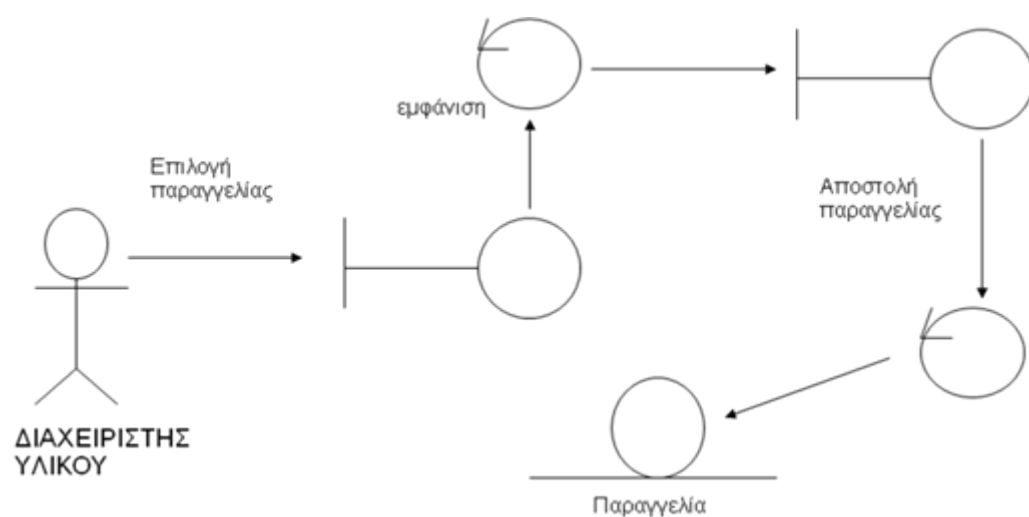 εμφάνιση
Επιλογή
παραγγελίας
Αποστολή
παραγγελίας
ΔΙΑΧΕΙΡΙΣΤΗΣ
ΥΛΙΚΟΥ
Παραγγελία